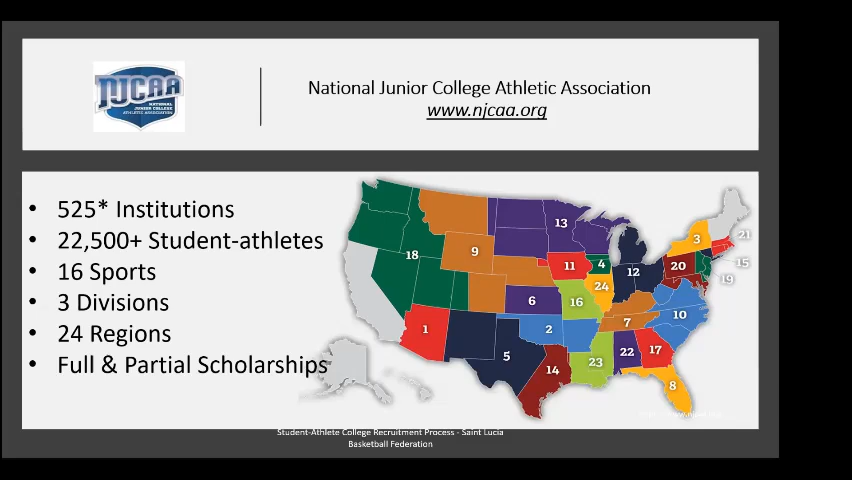 NJCAA
NATIONAL
JUNIOR COLLEGE
ATHLETIC ASSOCIATION
National Junior College Athletic Association
www.njcaa.org
• 525* Institutions
• 22,500+ Student-athletes
• 16 Sports
• 3 Divisions
• 24 Regions
• Full & Partial Scholarships
13
3
21
18
9
11
4
12
20
15
24
19
6
16
10
1
2
7
5
22
17
14
23
8
Student-Athlete College Recruitment Process - Saint Lucia
Basketball Federation